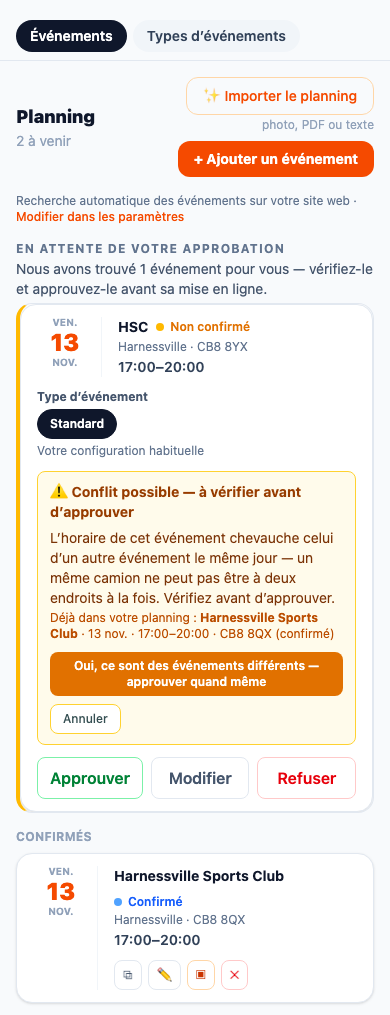 Événements
Types d'événements
Planning
2 à venir
✨ Importer le planning
photo, PDF ou texte
+ Ajouter un événement
Recherche automatique des événements sur votre site web ·
Modifier dans les paramètres
EN ATTENTE DE VOTRE APPROBATION
Nous avons trouvé 1 événement pour vous — vérifiez-le
et approuvez-le avant sa mise en ligne.
VEN.
13
NOV.
HSC
Non confirmé
Harnessville · CB8 8YX
17:00–20:00
Type d'événement
Standard
Votre configuration habituelle
⚠️ Conflit possible — à vérifier avant
d'approuver
L'horaire de cet événement chevauche celui
d'un autre événement le même jour — un
même camion ne peut pas être à deux
endroits à la fois. Vérifiez avant d'approuver.
Déjà dans votre planning : Harnessville Sports
Club · 13 nov. · 17:00–20:00 · CB8 8QX (confirmé)
Oui, ce sont des événements différents —
approuver quand même
Annuler
Approuver
Modifier
Refuser
CONFIRMÉS
VEN.
13
NOV.
Harnessville Sports Club
Confirmé
Harnessville · CB8 8QX
17:00–20:00